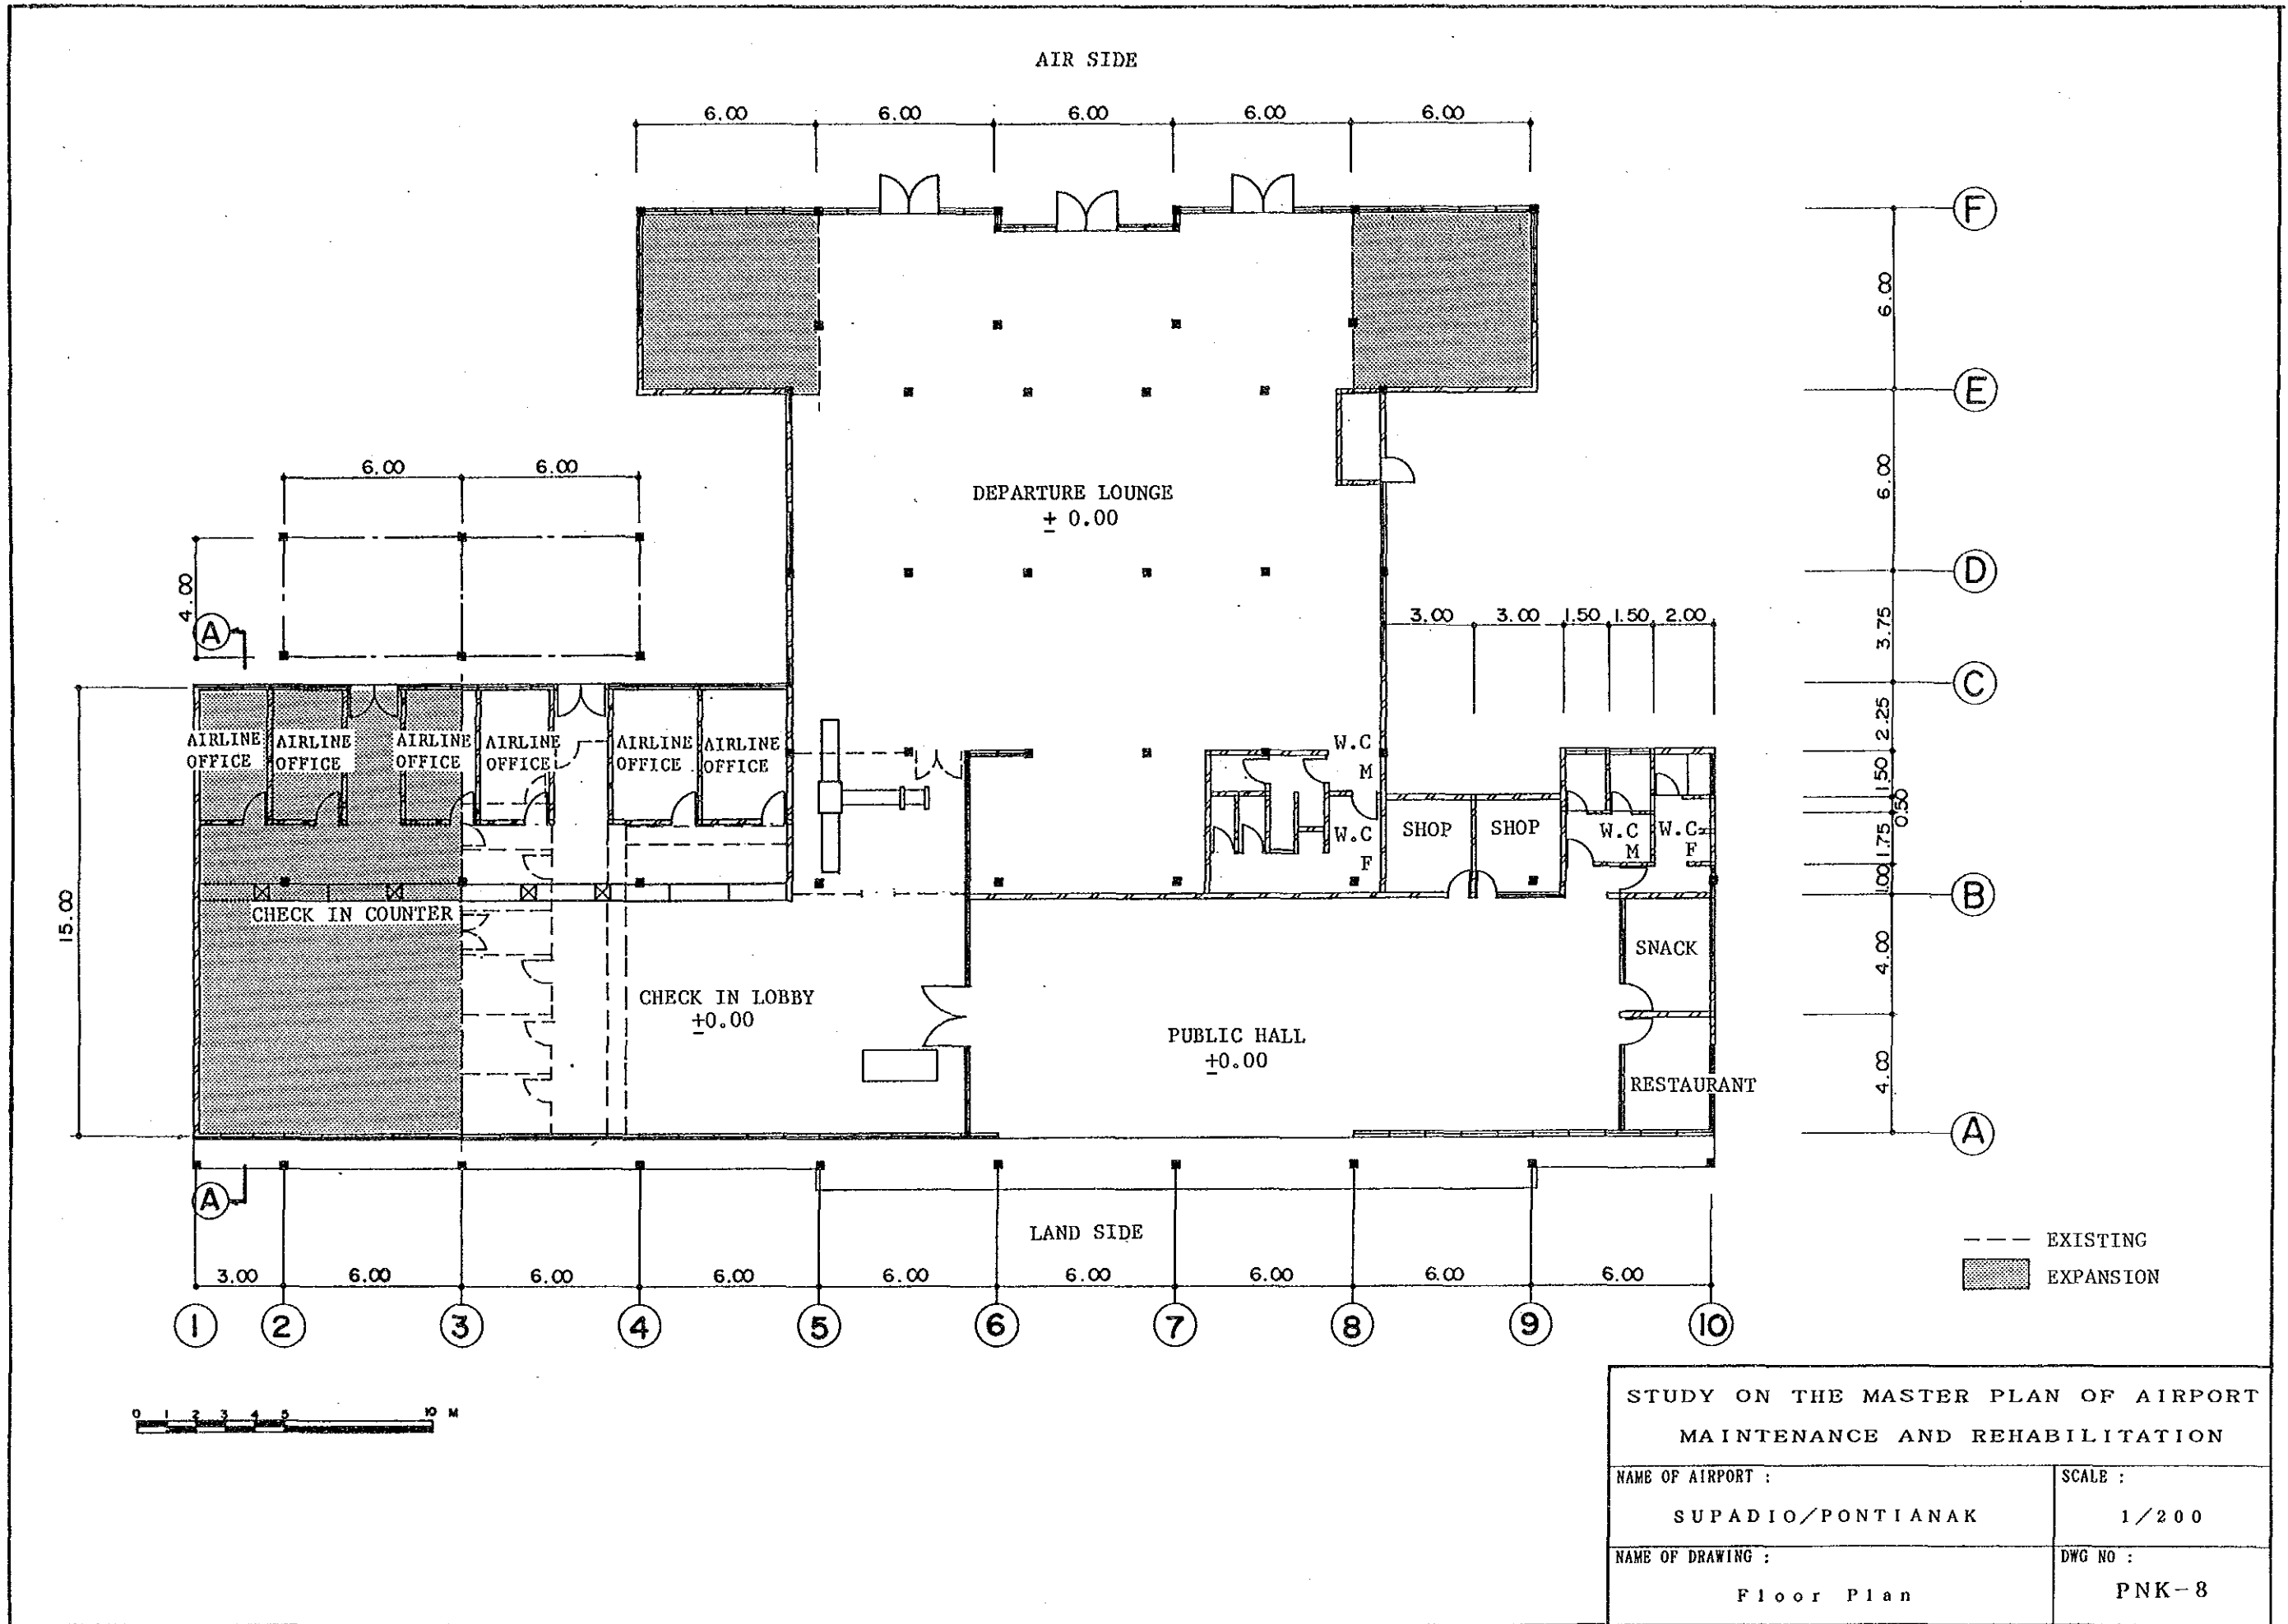 AIR SIDE
6.00 6.00 6.00 6.00 6.00
F
6.00
E
6.00 6.00
6.00
DEPARTURE LOUNGE
± 0.00
D
4.00
A
3.00 3.00 1.50 1.50 2.00
3.75
C
2.25
AIRLINE OFFICE
AIRLINE OFFICE
AIRLINE OFFICE
AIRLINE OFFICE
AIRLINE OFFICE
AIRLINE OFFICE
W.C
M
1.50
0.50
SHOP
SHOP
W.C
M
W.C
F
W.C
F
1.75
1.00
B
CHECK IN COUNTER
15.00
SNACK
4.00
CHECK IN LOBBY
±0.00
PUBLIC HALL
±0.00
RESTAURANT
4.00
A
A
LAND SIDE
EXISTING
EXPANSION
3.00 6.00 6.00 6.00 6.00 6.00 6.00 6.00 6.00
1 2 3 4 5 6 7 8 9 10
0 1 2 3 4 5 10 M
STUDY ON THE MASTER PLAN OF AIRPORT
MAINTENANCE AND REHABILITATION
NAME OF AIRPORT :
SUPADIO/PONTIANAK
SCALE :
1/200
NAME OF DRAWING :
Floor Plan
DWG NO :
PNK-8